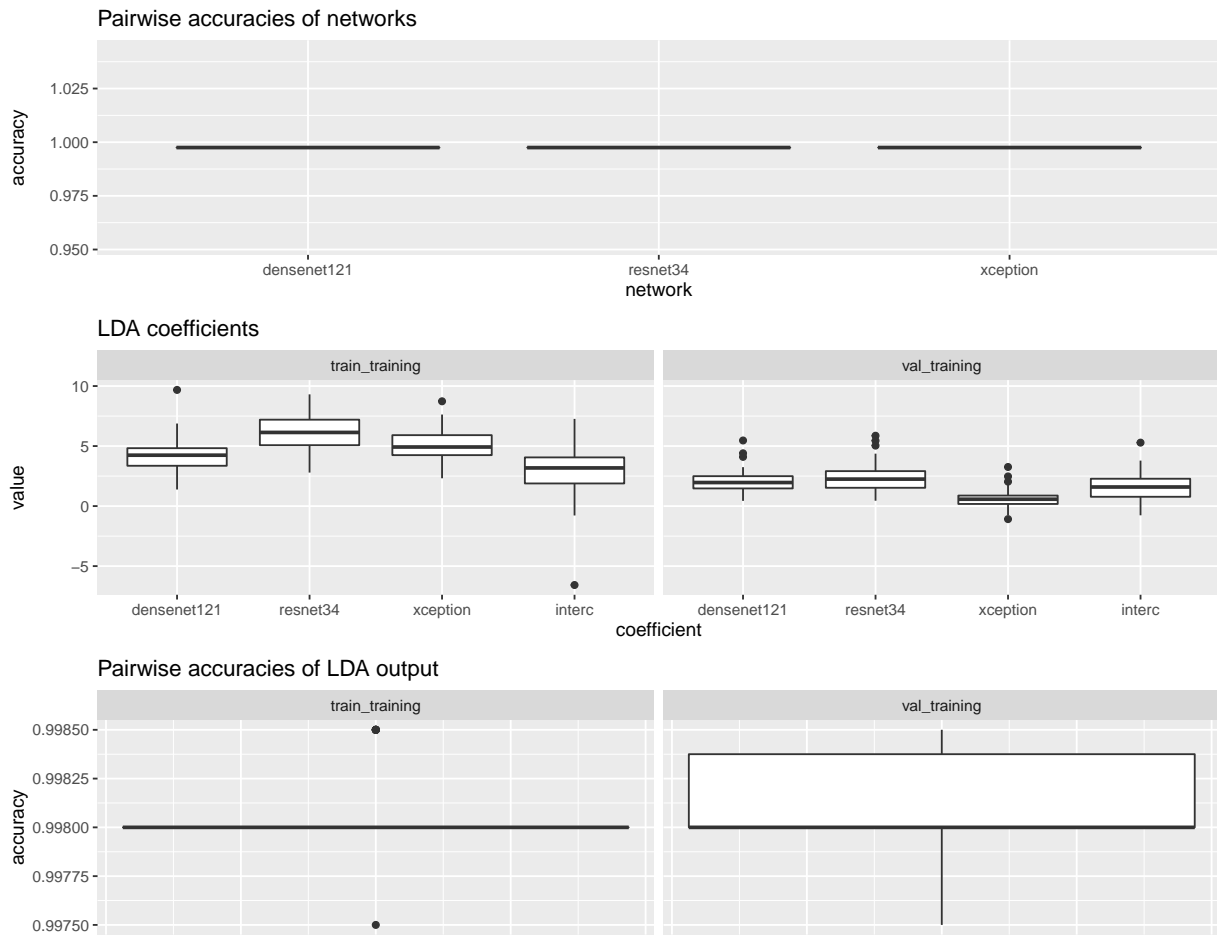 Pairwise accuracies of networks
1.025
1.000
0.975
0.950
accuracy
densenet121 resnet34 xception
network
LDA coefficients
train_training val_training
10
5
0
−5
value
densenet121 resnet34 xception interc densenet121 resnet34 xception interc
coefficient
Pairwise accuracies of LDA output
train_training val_training
0.99850
0.99825
0.99800
0.99775
0.99750
accuracy